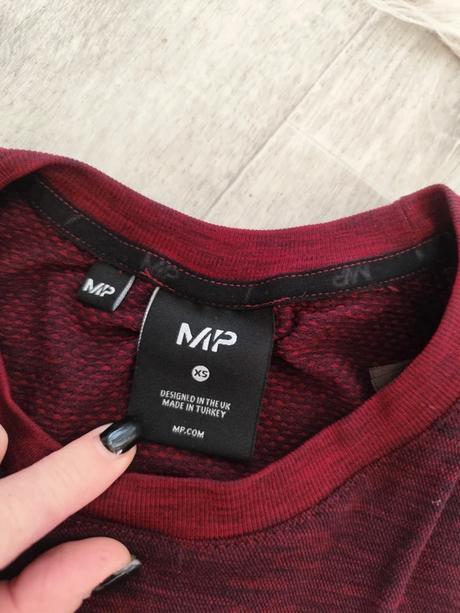 MP
MP
XS
DESIGNED IN THE UK
MADE IN TURKEY
MP.COM